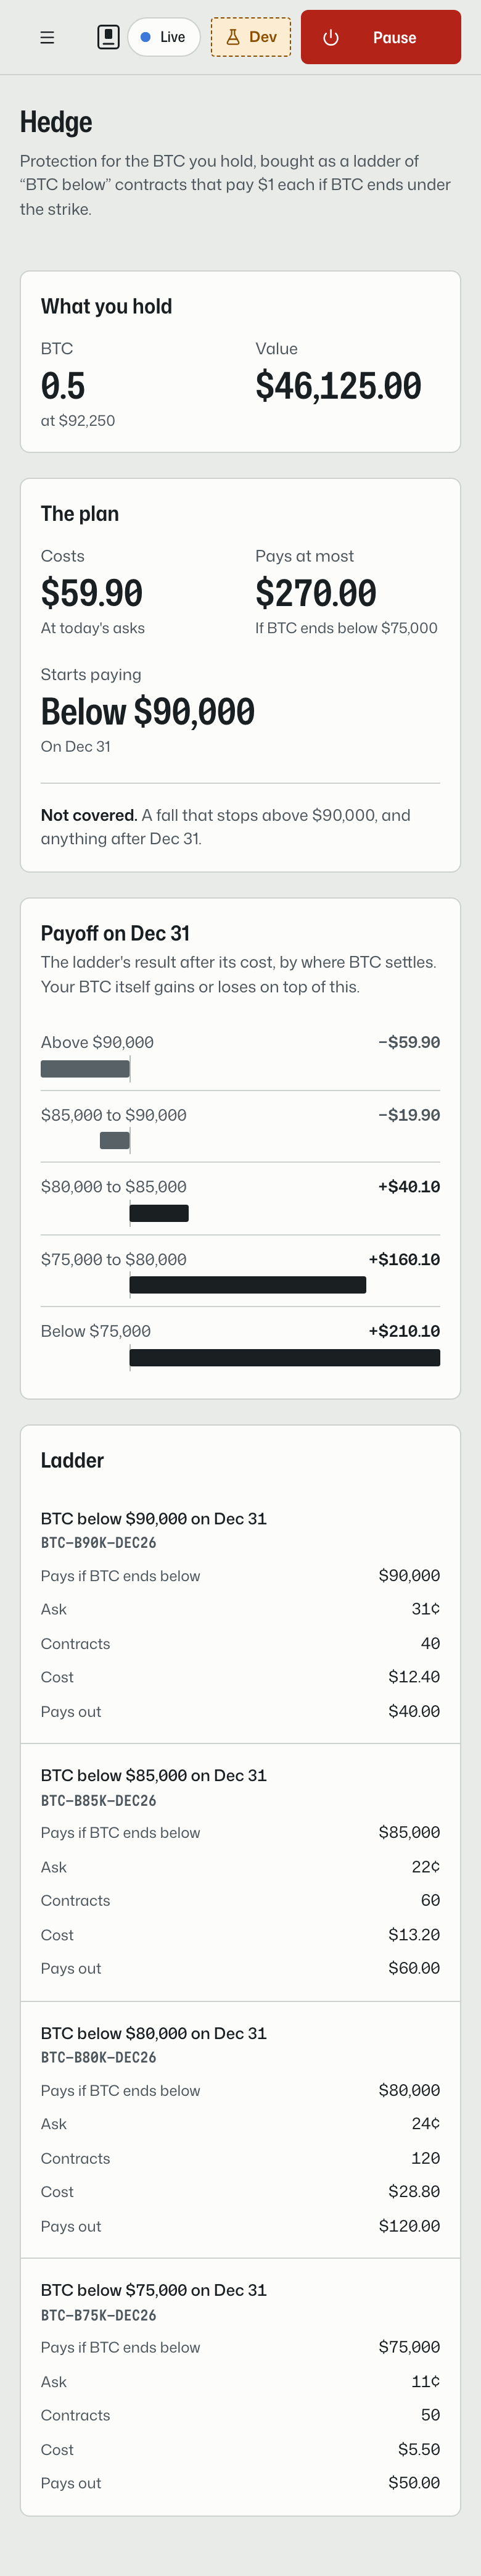 Live
Dev
Pause
Hedge
Protection for the BTC you hold, bought as a ladder of
“BTC below” contracts that pay $1 each if BTC ends under
the strike.
What you hold
BTC
Value
0.5
$46,125.00
at $92,250
The plan
Costs
Pays at most
$59.90
$270.00
At today's asks
If BTC ends below $75,000
Starts paying
Below $90,000
On Dec 31
Not covered. A fall that stops above $90,000, and
anything after Dec 31.
Payoff on Dec 31
The ladder's result after its cost, by where BTC settles.
Your BTC itself gains or loses on top of this.
Above $90,000 −$59.90
$85,000 to $90,000 −$19.90
$80,000 to $85,000 +$40.10
$75,000 to $80,000 +$160.10
Below $75,000 +$210.10
Ladder
BTC below $90,000 on Dec 31
BTC-B90K-DEC26
Pays if BTC ends below $90,000
Ask 31¢
Contracts 40
Cost $12.40
Pays out $40.00
BTC below $85,000 on Dec 31
BTC-B85K-DEC26
Pays if BTC ends below $85,000
Ask 22¢
Contracts 60
Cost $13.20
Pays out $60.00
BTC below $80,000 on Dec 31
BTC-B80K-DEC26
Pays if BTC ends below $80,000
Ask 24¢
Contracts 120
Cost $28.80
Pays out $120.00
BTC below $75,000 on Dec 31
BTC-B75K-DEC26
Pays if BTC ends below $75,000
Ask 11¢
Contracts 50
Cost $5.50
Pays out $50.00